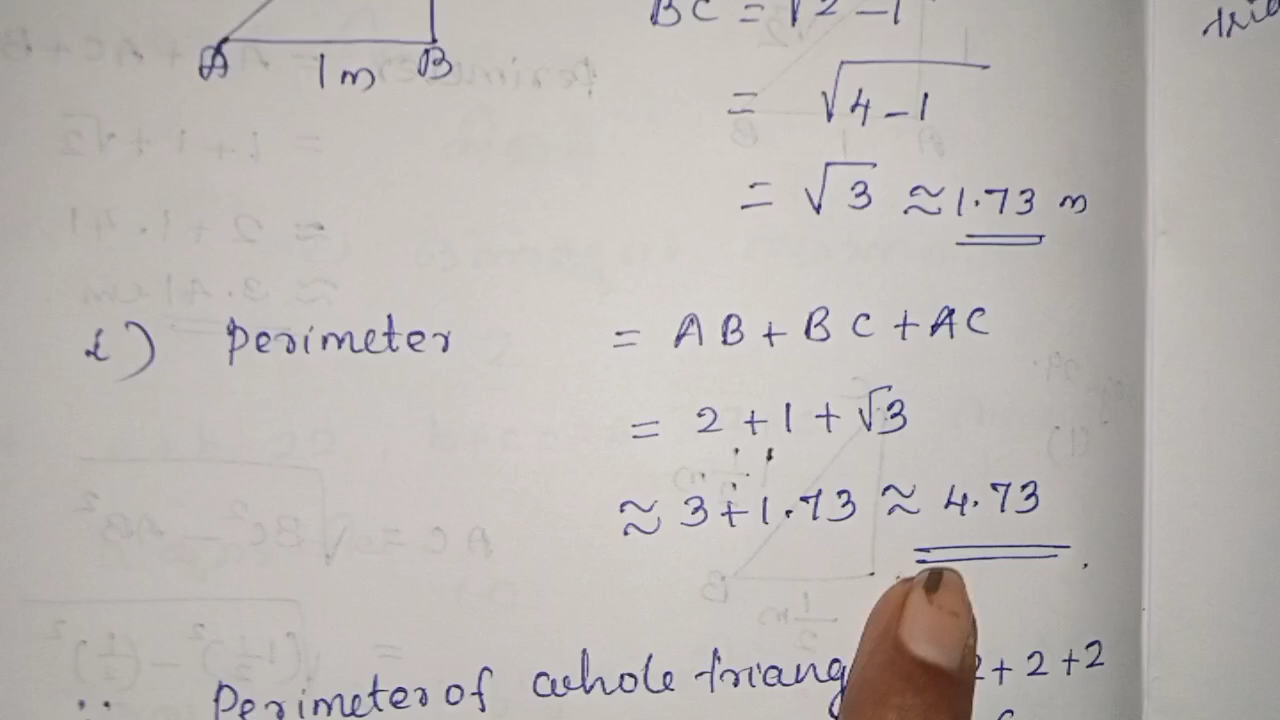 BC = √2 - 1
A 1m B
= √4-1
= √3 ≈ 1.73 m
i) Perimeter = AB + BC + AC
= 2 + 1 + √3
≈ 3 + 1.73 ≈ 4.73
∴ Perimeter of whole triang 2 + 2 + 2